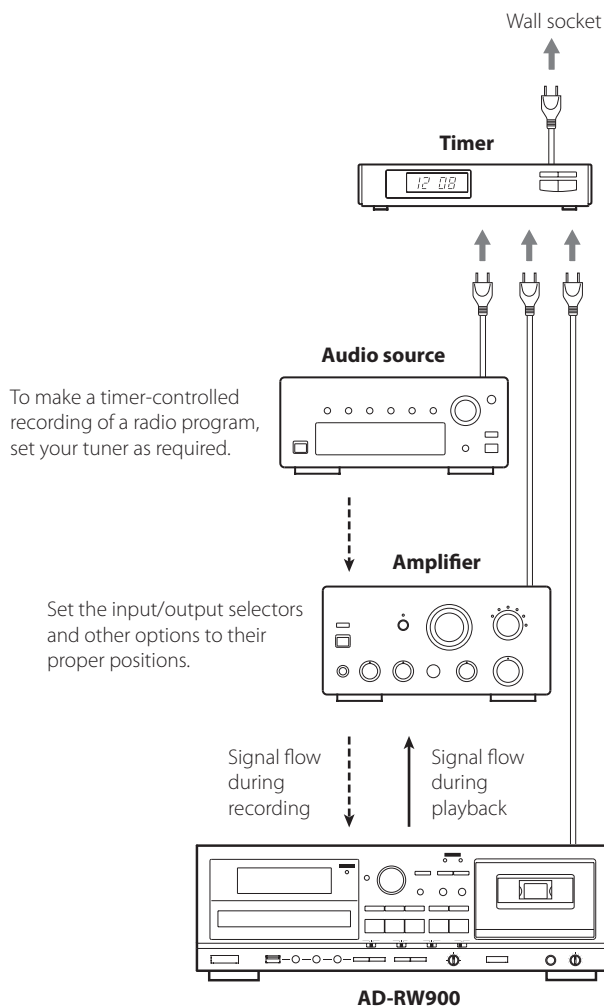 Wall socket
Timer
12 08
Audio source
To make a timer-controlled
recording of a radio program,
set your tuner as required.
Amplifier
Set the input/output selectors
and other options to their
proper positions.
Signal flow
during
recording
Signal flow
during
playback
AD-RW900